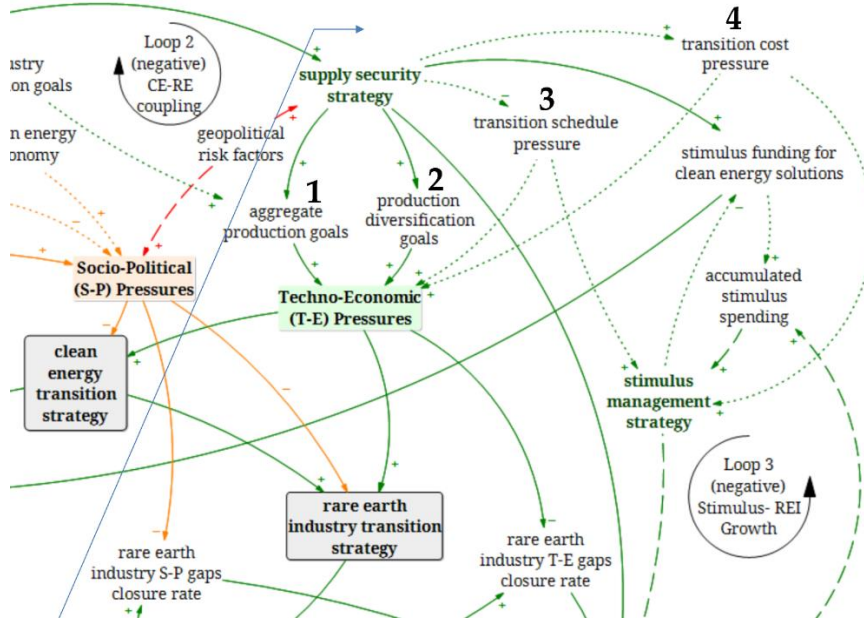 4
transition cost
pressure
Loop 2
(negative)
CE-RE
coupling
supply security
strategy
goals
energy
3
transition schedule
pressure
geopolitical
risk factors
stimulus funding for
clean energy solutions
1
2
aggregate
production goals
production
diversification
goals
Socio-Political
(S-P) Pressures
Techno-Economic
(T-E) Pressures
accumulated
stimulus
spending
clean
energy
transition
strategy
stimulus
management
strategy
Loop 3
(negative)
Stimulus- REI
Growth
rare earth
industry transition
strategy
rare earth
industry S-P gaps
closure rate
rare earth
industry T-E gaps
closure rate